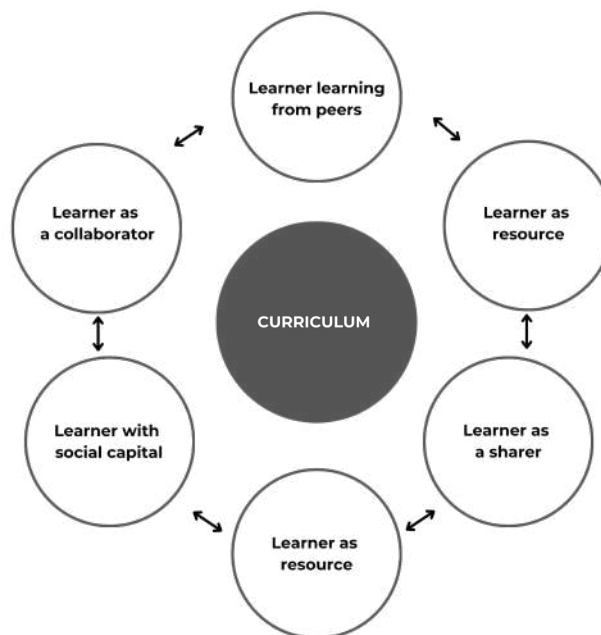 Learner learning
from peers
Learner as
a collaborator
Learner as
resource
CURRICULUM
Learner with
social capital
Learner as
a sharer
Learner as
resource